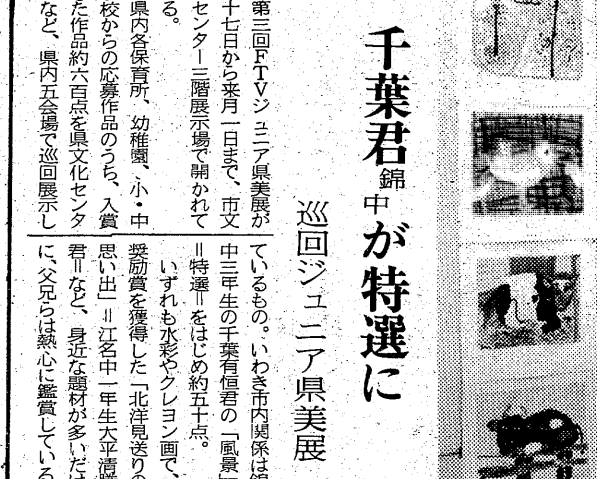 千葉君錦中が特選に
巡回ジュニア県美展
第三回FTVジュニア県美展が
十七日から来月一日まで、市文
センター三階展示場で開かれて
る。
県内各保育所、幼稚園、小・中
校からの応募作品のうち、入賞
た作品約六百点を県文化センタ
など、県内五会場で巡回展示し
ているもの。いわき市内関係は錦
中三年生の千葉有恒君の「風景」
=特選=をはじめ約五十点。
いずれも水彩やクレヨン画で、
奨励賞を獲得した「北洋見送りの
思い出」=江名中一年生大平清
君=など、身近な題材が多いだけ
に、父兄らは熱心に鑑賞している